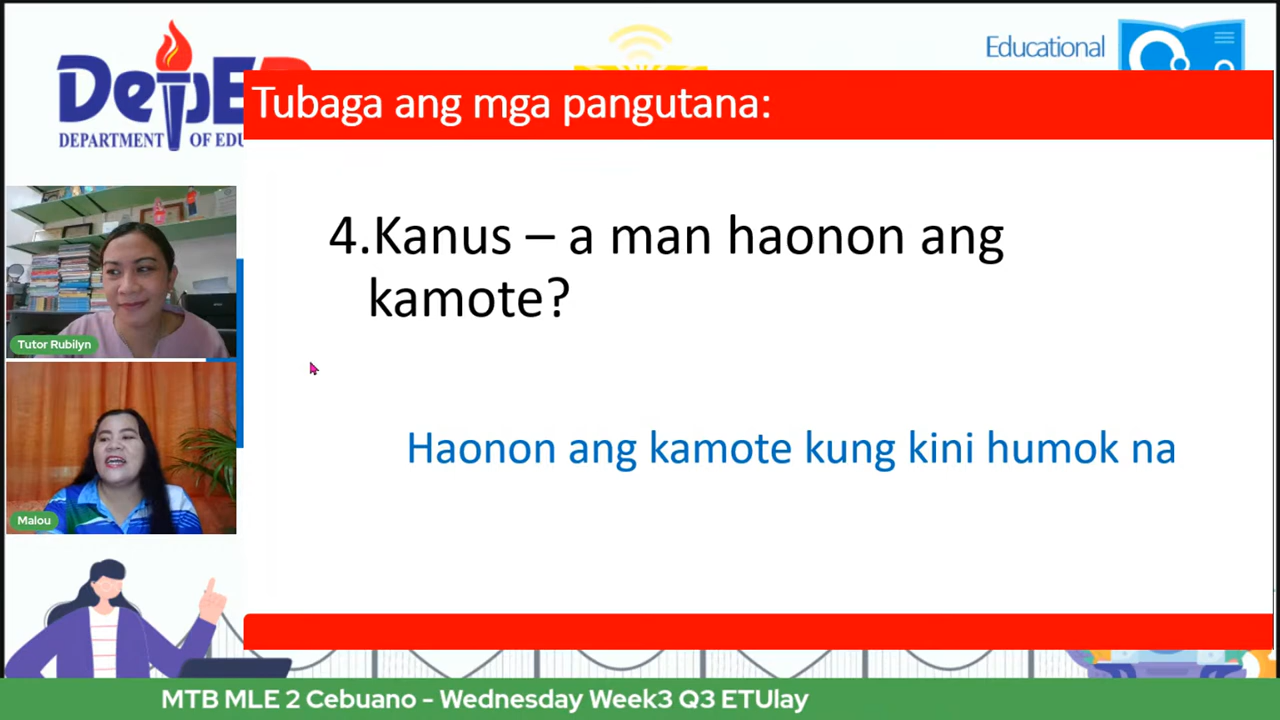 DepE
DEPARTMENT OF EDU
Educational
Tubaga ang mga pangutana:
4.Kanus – a man haonon ang
kamote?
Haonon ang kamote kung kini humok na
Tutor Rubilyn
Malou
MTB MLE 2 Cebuano - Wednesday Week3 Q3 ETUlay